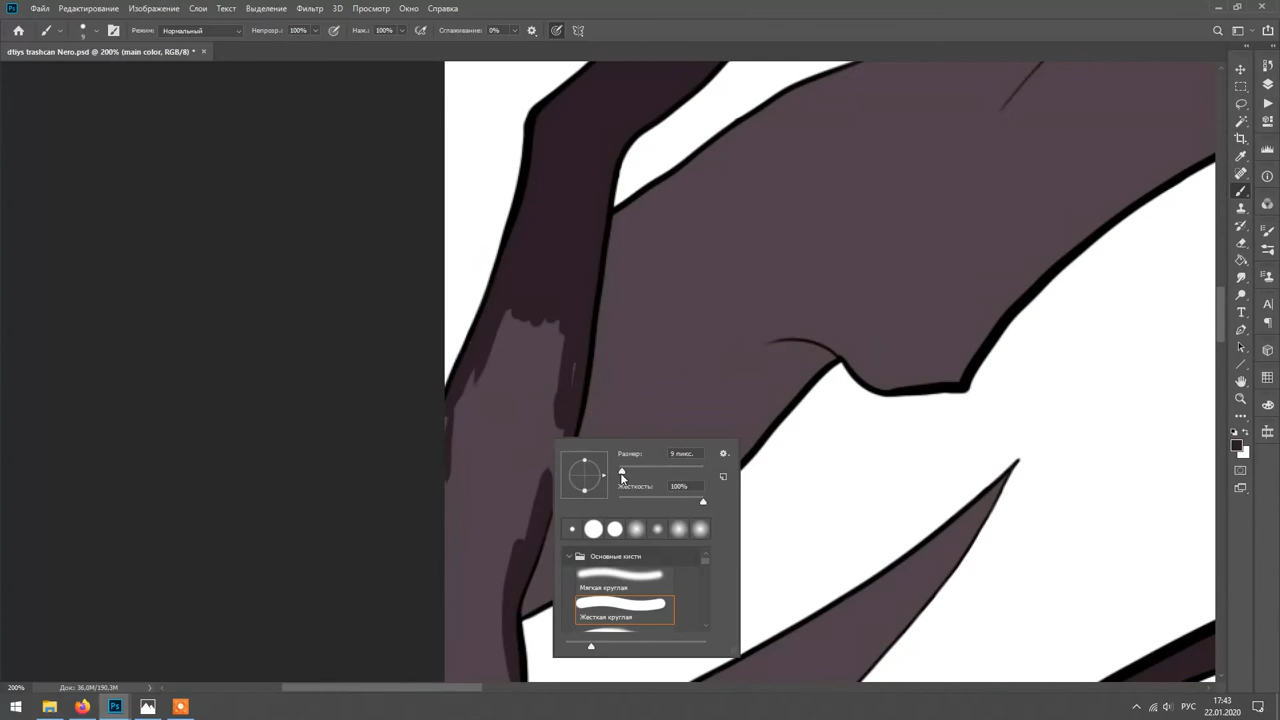 Файл Редактирование Изображение Слои Текст Выделение Фильтр 3D Просмотр Окно Справка
9 Режим: Нормальный Непрозр.: 100% Наж.: 100% Сглаживание: 0%
dtiys trashcan Nero.psd @ 200% (main color, RGB/8) * ×
Размер: 9 пикс.
Жесткость: 100%
Основные кисти
Мягкая круглая
Жесткая круглая
200% Док: 36,0M/190,3M
РУС
17:43
22.01.2020